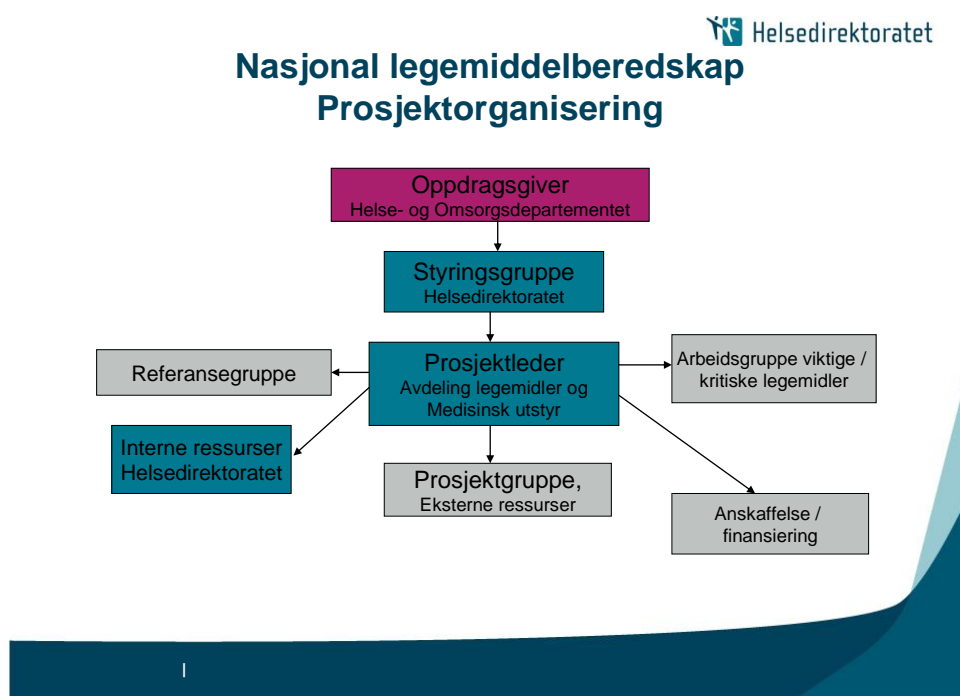 Helsedirektoratet
Nasjonal legemiddelberedskap
Prosjektorganisering
Oppdragsgiver
Helse- og Omsorgsdepartementet
Styringsgruppe
Helsedirektoratet
Referansegruppe
Prosjektleder
Avdeling legemidler og
Medisinsk utstyr
Arbeidsgruppe viktige /
kritiske legemidler
Interne ressurser
Helsedirektoratet
Prosjektgruppe,
Eksterne ressurser
Anskaffelse /
finansiering
|